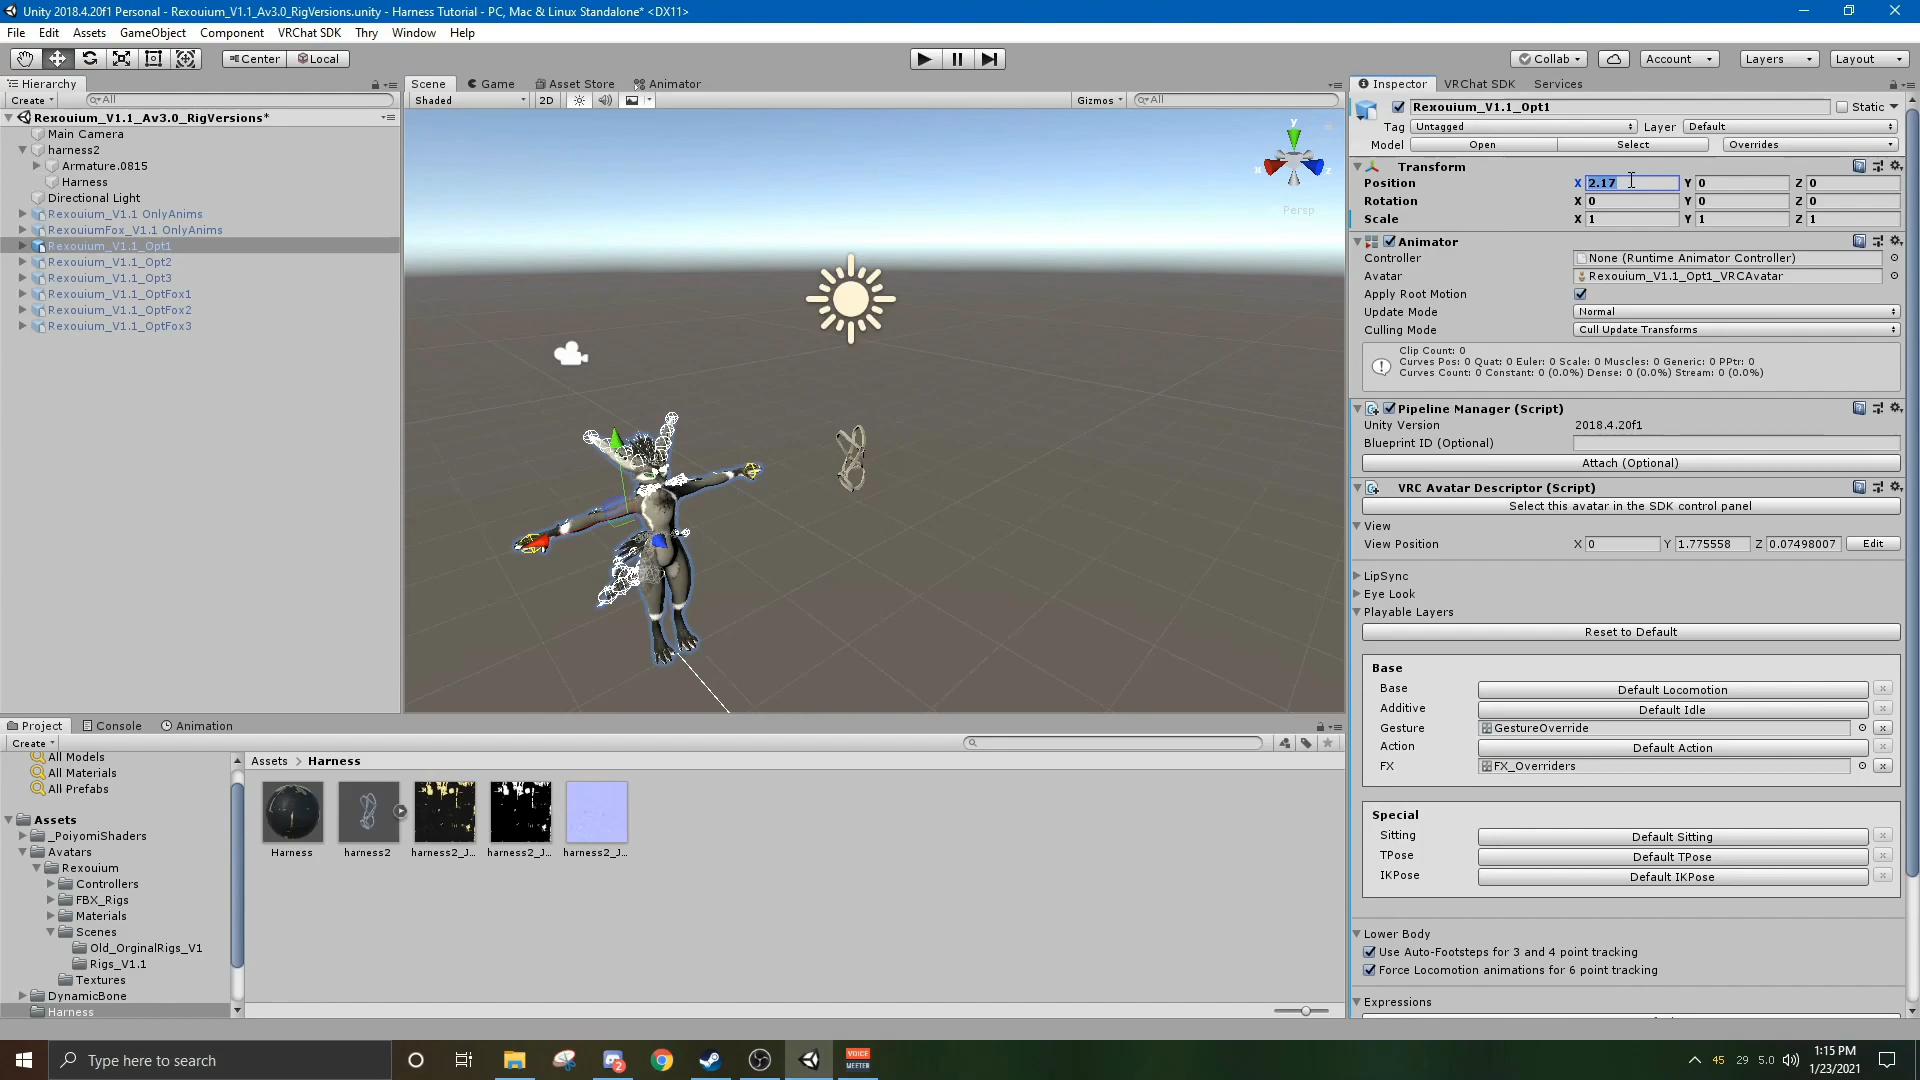 Unity 2018.4.20f1 Personal - Rexouium_V1.1_Av3.0_RigVersions.unity - Harness Tutorial - PC, Mac & Linux Standalone* <DX11>
File Edit Assets GameObject Component VRChat SDK Thry Window Help
Center Local Collab Account Layers Layout
Hierarchy
Create All
Rexouium_V1.1_Av3.0_RigVersions*
Main Camera
harness2
Armature.0815
Harness
Directional Light
Rexouium_V1.1 OnlyAnims
RexouiumFox_V1.1 OnlyAnims
Rexouium_V1.1_Opt1
Rexouium_V1.1_Opt2
Rexouium_V1.1_Opt3
Rexouium_V1.1_OptFox1
Rexouium_V1.1_OptFox2
Rexouium_V1.1_OptFox3
Scene Game Asset Store Animator
Shaded 2D Gizmos All
y
x z
Persp
Inspector VRChat SDK Services
Rexouium_V1.1_Opt1 Static
Tag Untagged Layer Default
Model Open Select Overrides
Transform
Position X 2.17 Y 0 Z 0
Rotation X 0 Y 0 Z 0
Scale X 1 Y 1 Z 1
Animator
Controller None (Runtime Animator Controller)
Avatar Rexouium_V1.1_Opt1_VRCAvatar
Apply Root Motion
Update Mode Normal
Culling Mode Cull Update Transforms
Clip Count: 0
Curves Pos: 0 Quat: 0 Euler: 0 Scale: 0 Muscles: 0 Generic: 0 PPtr: 0
Curves Count: 0 Constant: 0 (0.0%) Dense: 0 (0.0%) Stream: 0 (0.0%)
Pipeline Manager (Script)
Unity Version 2018.4.20f1
Blueprint ID (Optional)
Attach (Optional)
VRC Avatar Descriptor (Script)
Select this avatar in the SDK control panel
View
View Position X 0 Y 1.775558 Z 0.07498007 Edit
LipSync
Eye Look
Playable Layers
Reset to Default
Base
Base Default Locomotion
Additive Default Idle
Gesture GestureOverride
Action Default Action
FX FX_Overriders
Special
Sitting Default Sitting
TPose Default TPose
IKPose Default IKPose
Lower Body
Use Auto-Footsteps for 3 and 4 point tracking
Force Locomotion animations for 6 point tracking
Expressions
Project Console Animation
Create
All Models
All Materials
All Prefabs
Assets
_PoiyomiShaders
Avatars
Rexouium
Controllers
FBX_Rigs
Materials
Scenes
Old_OrginalRigs_V1
Rigs_V1.1
Textures
DynamicBone
Harness
Assets > Harness
Harness harness2 harness2_J... harness2_J... harness2_J...
Type here to search
2
VOICE
MEETER
45 29 5.0
1:15 PM
1/23/2021